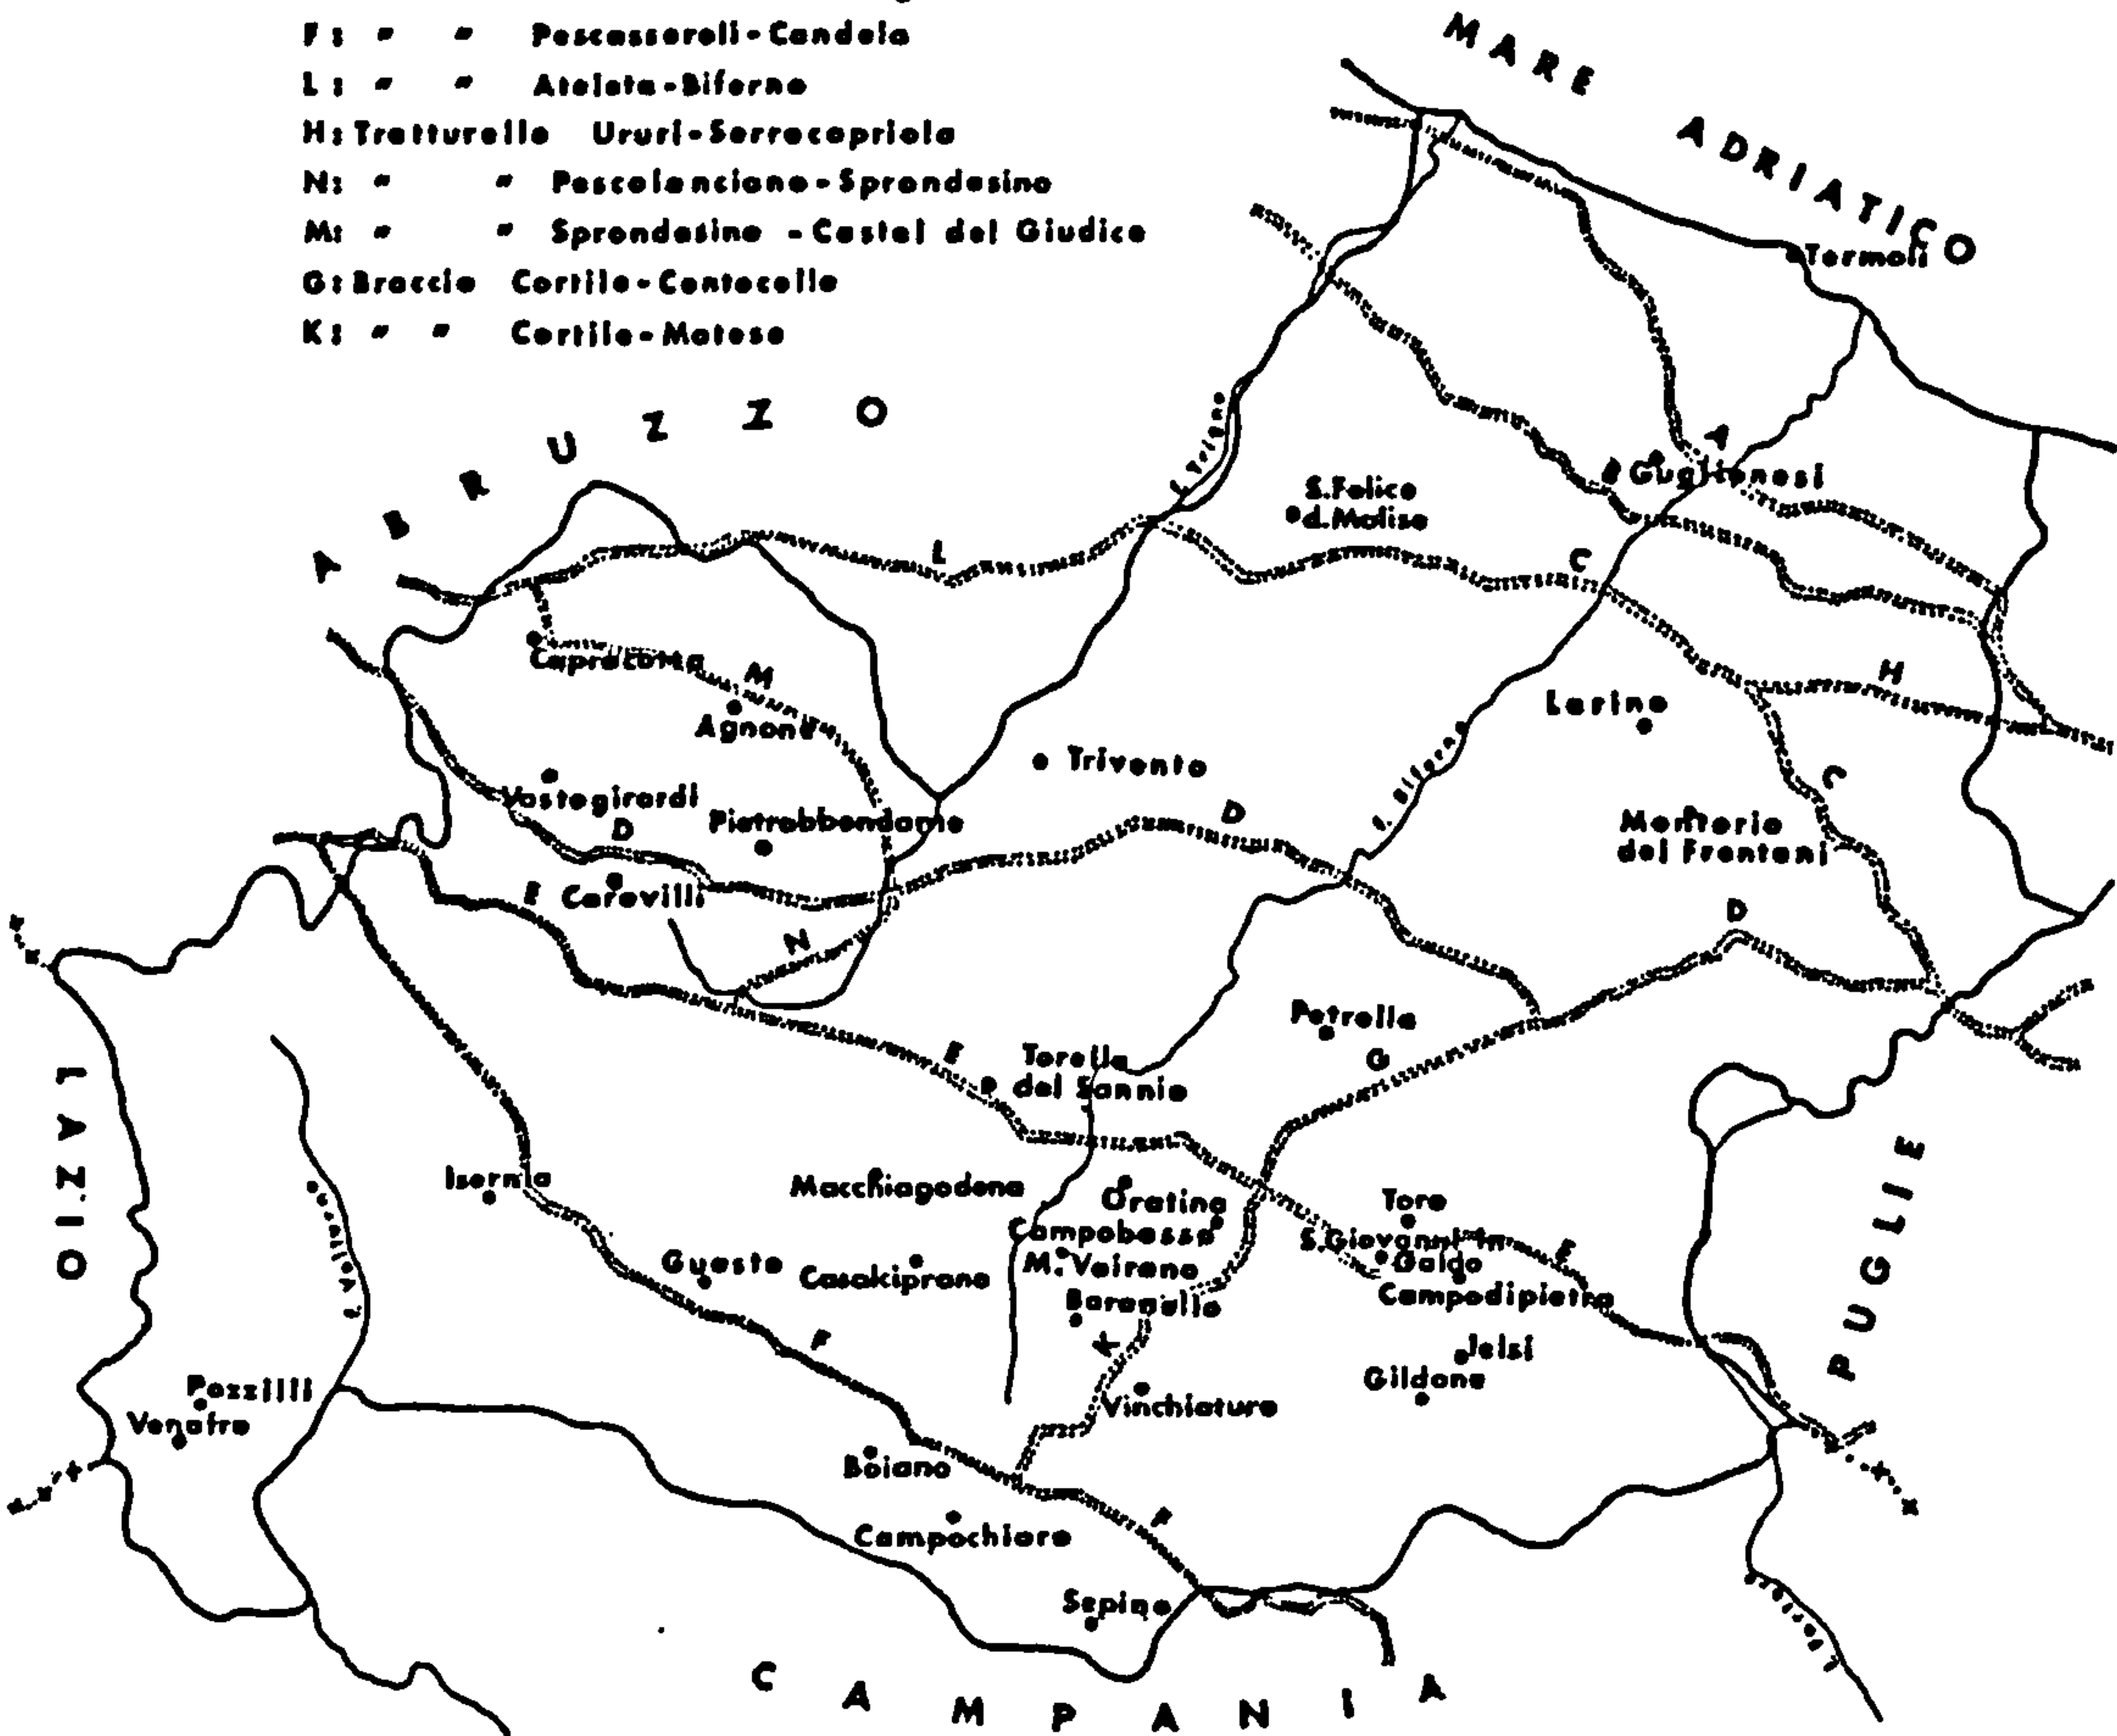 F: " " Pescasseroli-Candela
L: " " Ateleta-Biferno
H: Tratturello Ururi-Serracapriola
N: " " Pescolanciano-Sprondasino
M: " " Sprondasino -Castel del Giudice
G: Braccio Cortile-Centocelle
K: " " Cortile-Matese
MARE ADRIATICO
Termoli
ABRUZZO
F. Trigno
A
B
Guglionesi
S.Felice
d.Molise
L
C
Capracotta
M
H
Agnone
Larino
Trivento
F. Biferno
C
Vastogirardi
D
Pietrabbondante
D
Montorio
dei Frentani
E
Carovilli
D
N
Petrella
G
E
Torella
del Sannio
LAZIO
Isernia
Macchiagodena
Oratino
Toro
Campobasso
S.Giovanni in
Galdo
E
F. Volturno
Guasto
Casalciprano
M. Vairano
Campodipietra
Baranello
PUGLIE
F
K
Jelsi
Gildone
Pozzilli
Vinchiaturo
Venafro
Boiano
F
Campochiaro
Sepino
CAMPANIA